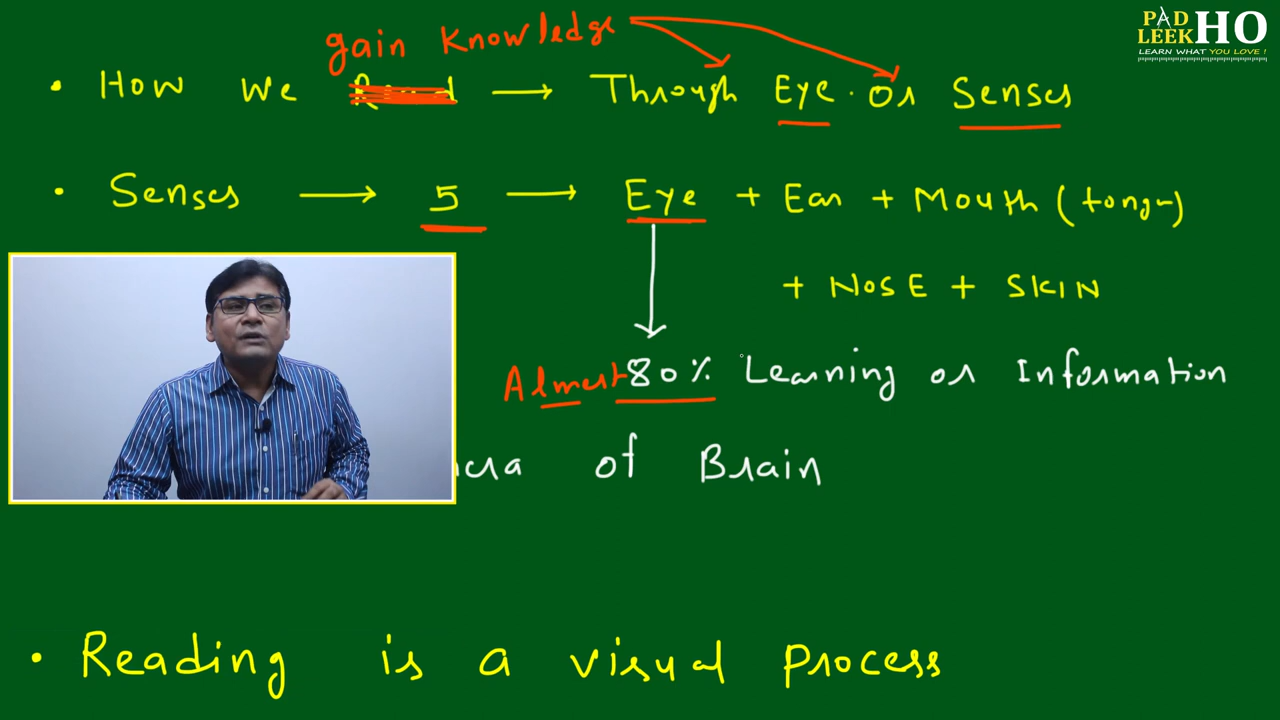 PAD HO
LEEK
LEARN WHAT YOU LOVE !
gain Knowledge
• How we → Through Eye or Senses
• Senses → 5 → Eye + Ear + Mouth (tongu)
+ NOSE + SKIN
Almost 80% Learning or Information
of Brain
• Reading is a visual process